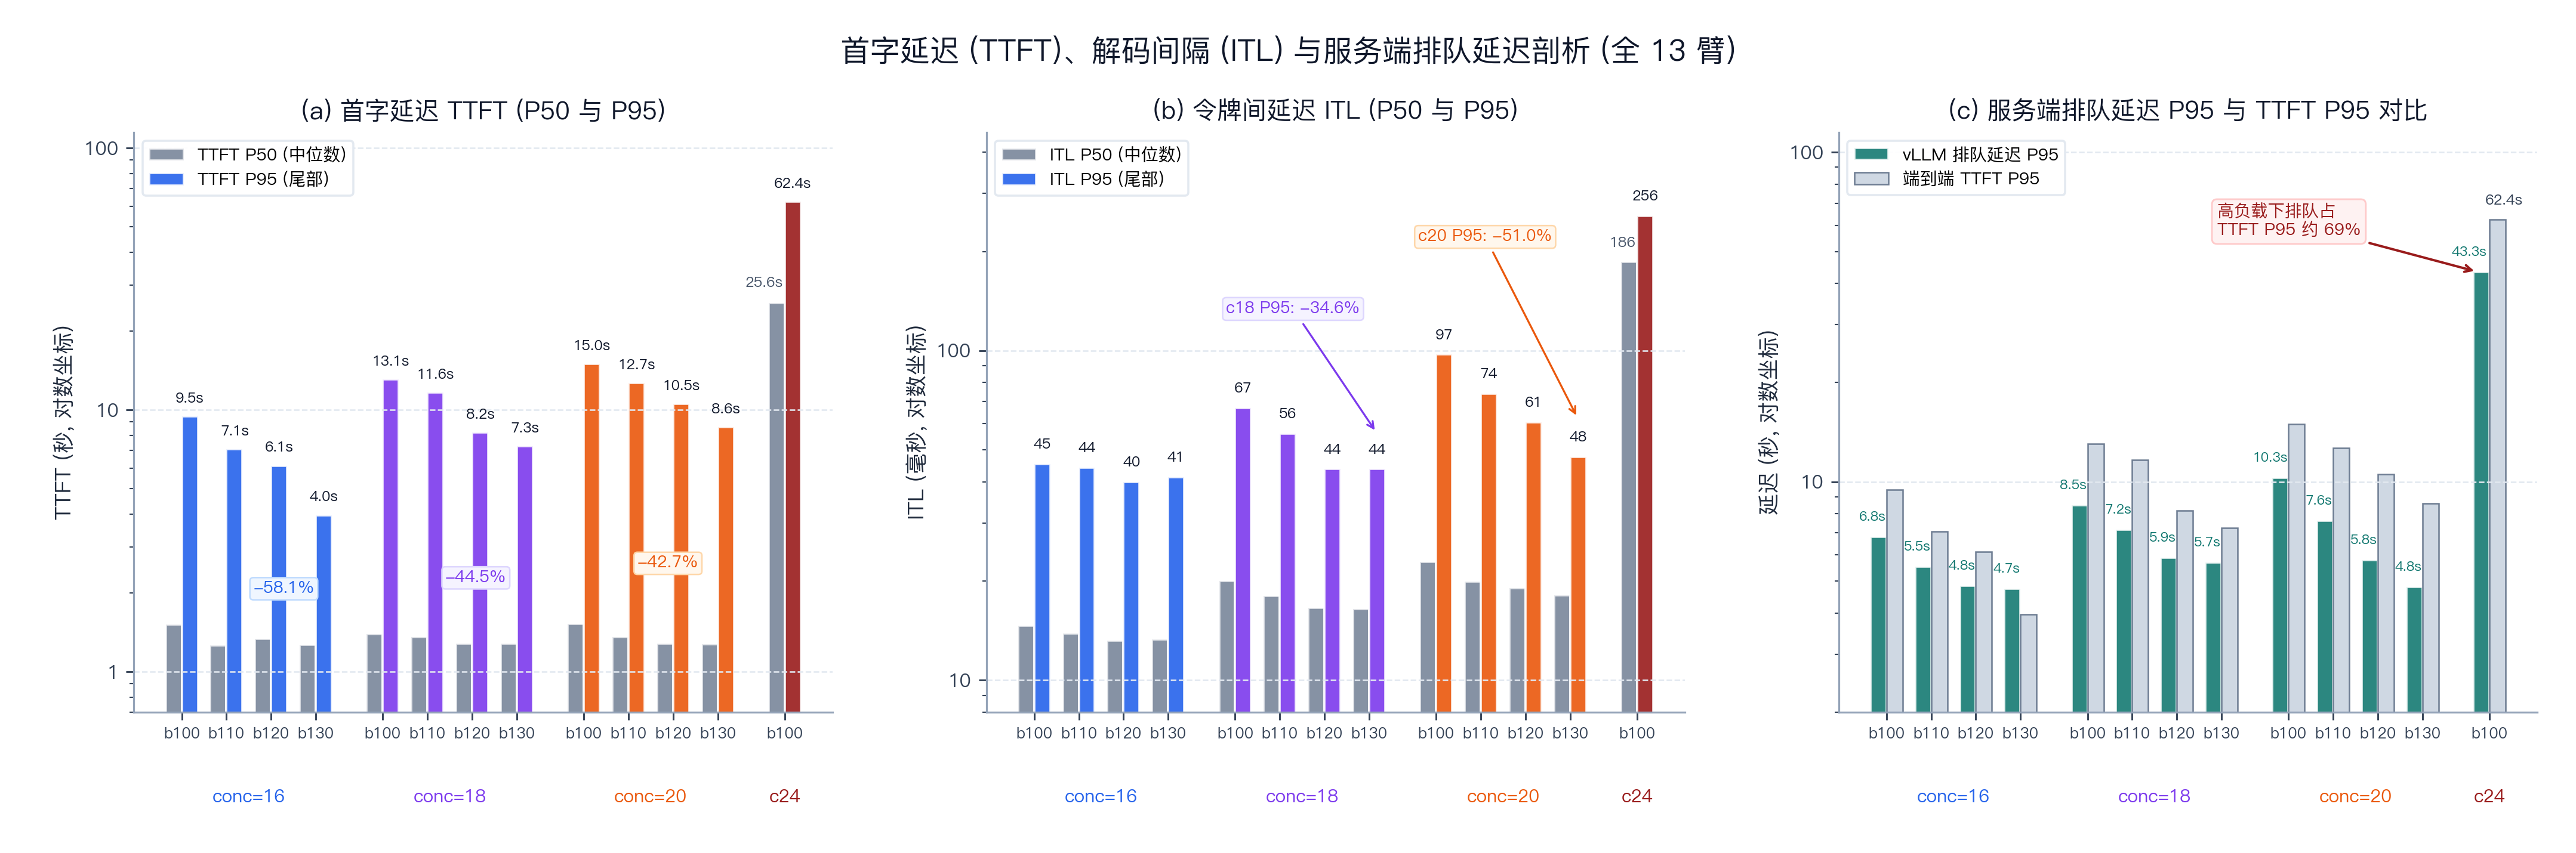 首字延迟 (TTFT)、解码间隔 (ITL) 与服务端排队延迟剖析 (全 13 臂)
(a) 首字延迟 TTFT (P50 与 P95)
TTFT P50 (中位数)
TTFT P95 (尾部)
TTFT (秒, 对数坐标)
100
10
1
9.5s
7.1s
6.1s
4.0s
13.1s
11.6s
8.2s
7.3s
15.0s
12.7s
10.5s
8.6s
25.6s
62.4s
−58.1%
−44.5%
−42.7%
b100 b110 b120 b130 b100 b110 b120 b130 b100 b110 b120 b130 b100
conc=16 conc=18 conc=20 c24
(b) 令牌间延迟 ITL (P50 与 P95)
ITL P50 (中位数)
ITL P95 (尾部)
ITL (毫秒, 对数坐标)
100
10
45
44
40
41
67
56
44
44
97
74
61
48
186
256
c18 P95: −34.6%
c20 P95: −51.0%
b100 b110 b120 b130 b100 b110 b120 b130 b100 b110 b120 b130 b100
conc=16 conc=18 conc=20 c24
(c) 服务端排队延迟 P95 与 TTFT P95 对比
vLLM 排队延迟 P95
端到端 TTFT P95
延迟 (秒, 对数坐标)
100
10
6.8s
5.5s
4.8s
4.7s
8.5s
7.2s
5.9s
5.7s
10.3s
7.6s
5.8s
4.8s
43.3s
62.4s
高负载下排队占
TTFT P95 约 69%
b100 b110 b120 b130 b100 b110 b120 b130 b100 b110 b120 b130 b100
conc=16 conc=18 conc=20 c24